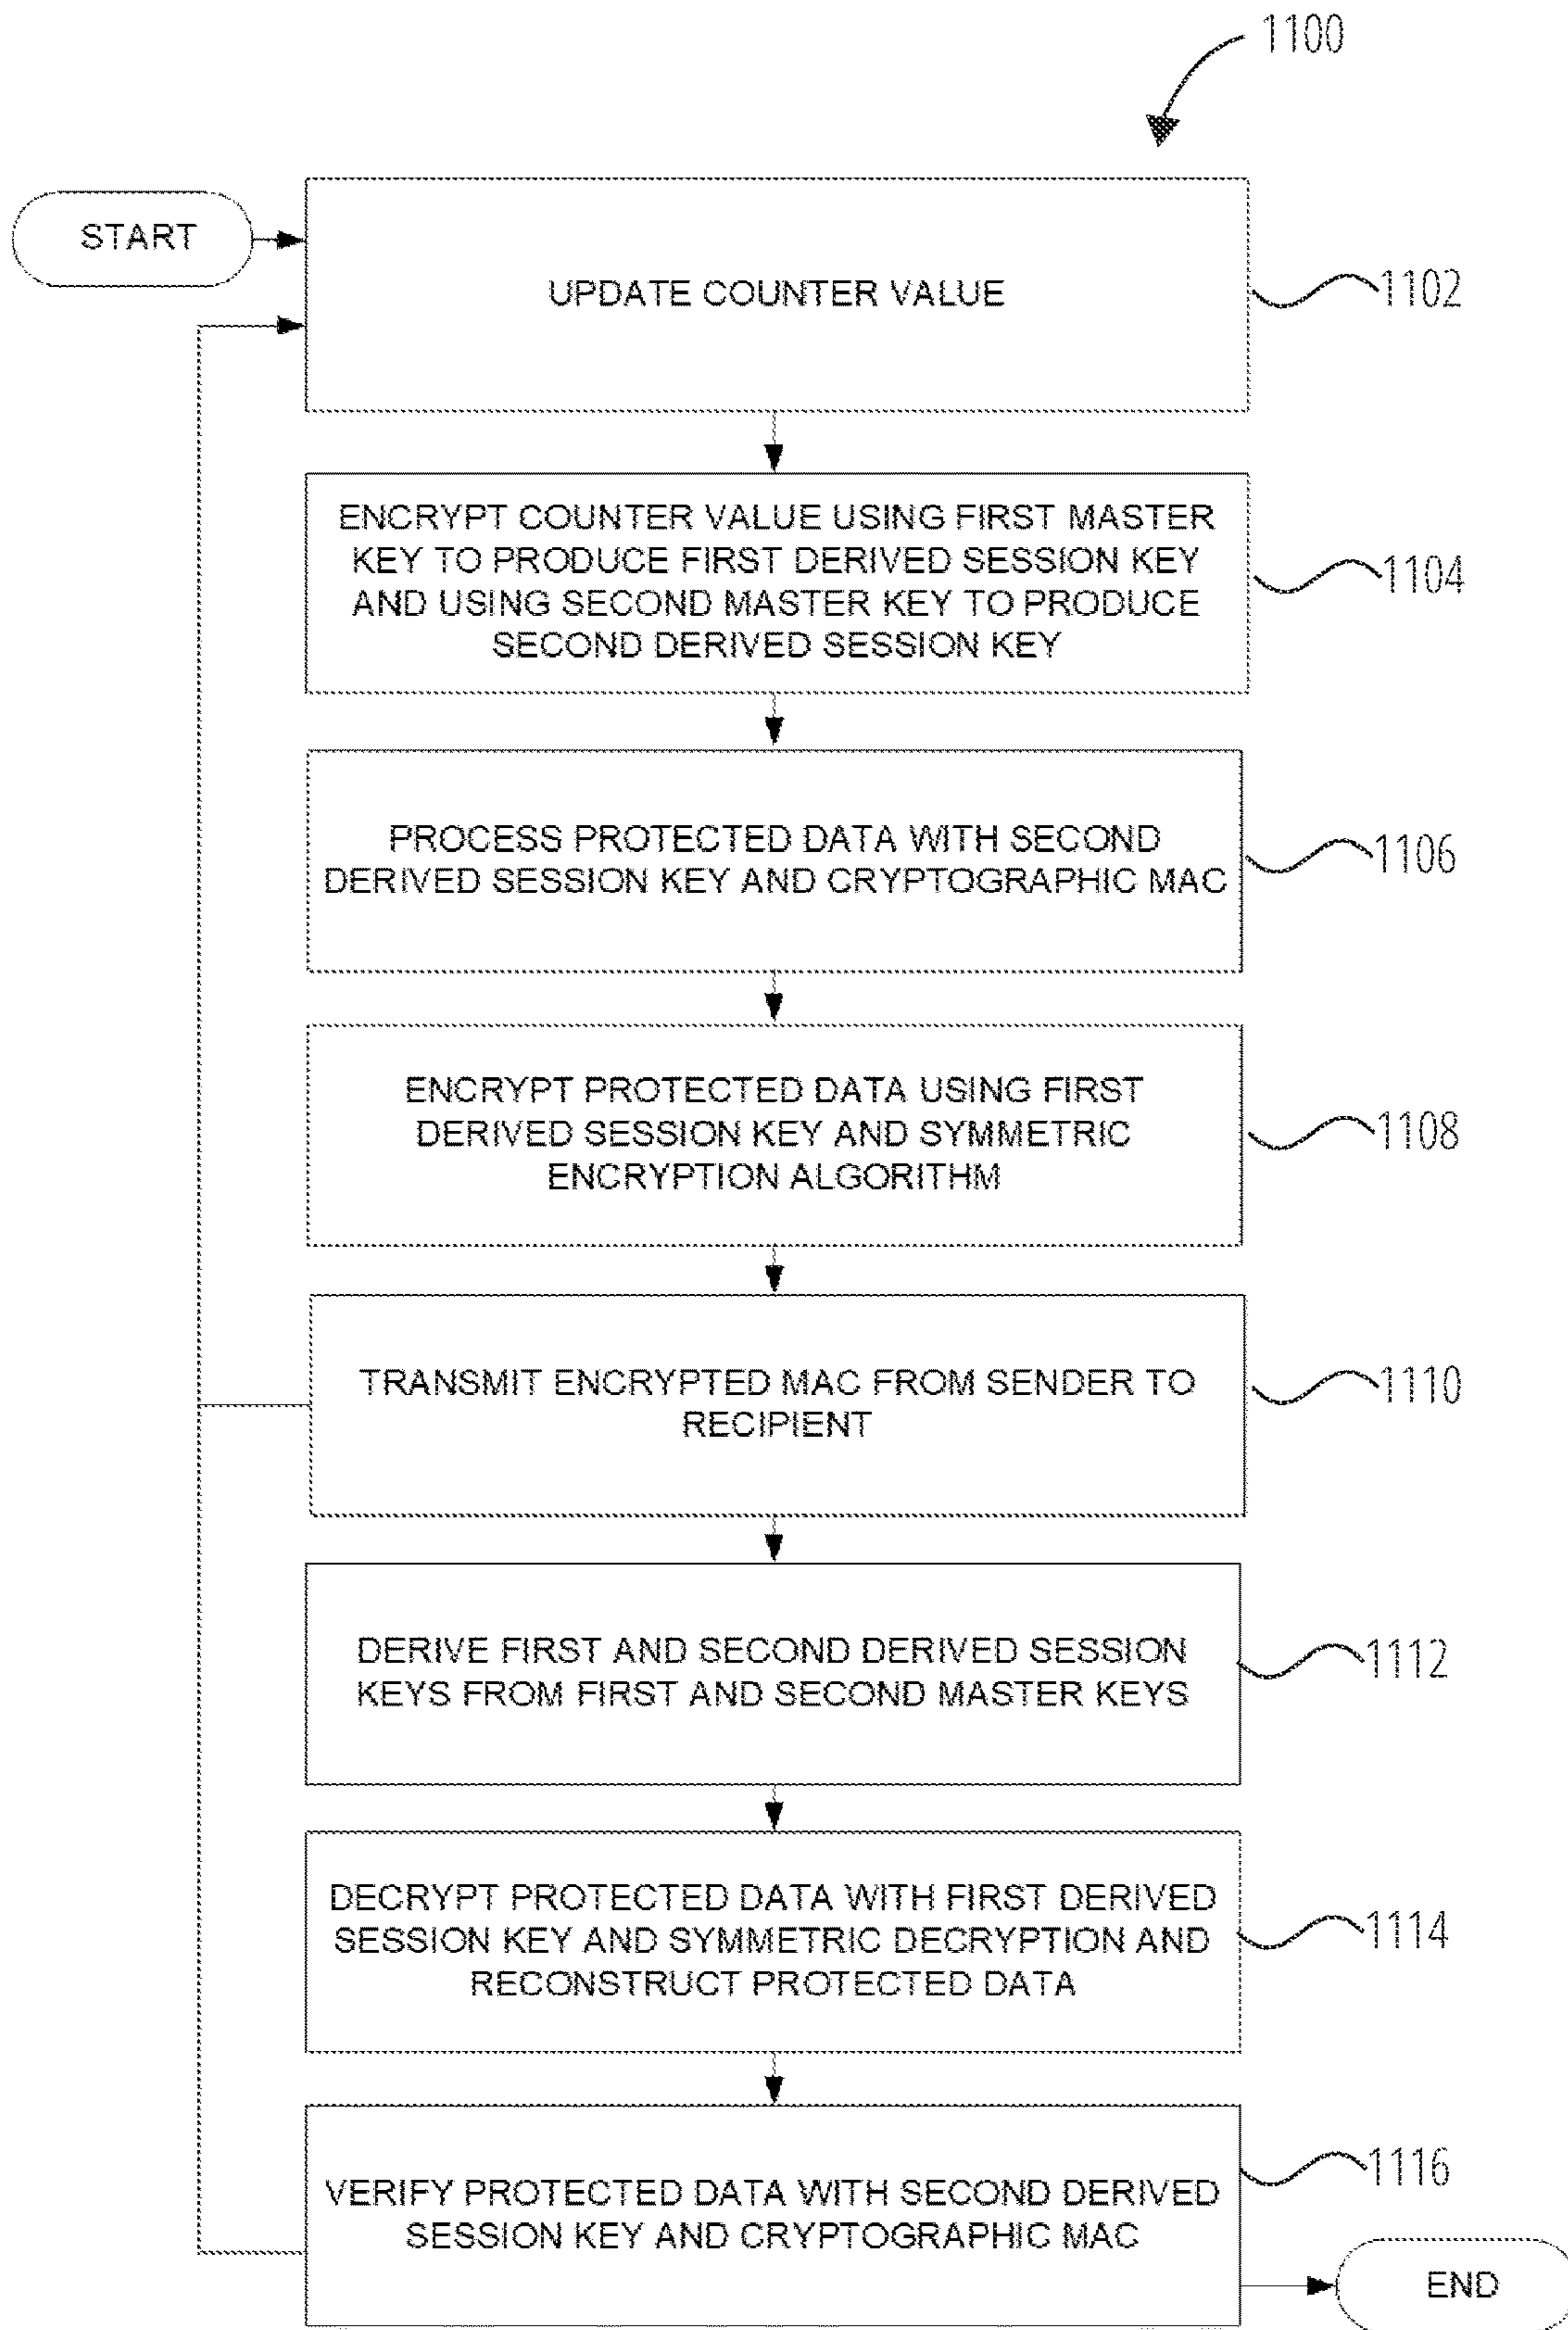 1100
START
UPDATE COUNTER VALUE
1102
ENCRYPT COUNTER VALUE USING FIRST MASTER
KEY TO PRODUCE FIRST DERIVED SESSION KEY
AND USING SECOND MASTER KEY TO PRODUCE
SECOND DERIVED SESSION KEY
1104
PROCESS PROTECTED DATA WITH SECOND
DERIVED SESSION KEY AND CRYPTOGRAPHIC MAC
1106
ENCRYPT PROTECTED DATA USING FIRST
DERIVED SESSION KEY AND SYMMETRIC
ENCRYPTION ALGORITHM
1108
TRANSMIT ENCRYPTED MAC FROM SENDER TO
RECIPIENT
1110
DERIVE FIRST AND SECOND DERIVED SESSION
KEYS FROM FIRST AND SECOND MASTER KEYS
1112
DECRYPT PROTECTED DATA WITH FIRST DERIVED
SESSION KEY AND SYMMETRIC DECRYPTION AND
RECONSTRUCT PROTECTED DATA
1114
VERIFY PROTECTED DATA WITH SECOND DERIVED
SESSION KEY AND CRYPTOGRAPHIC MAC
1116
END